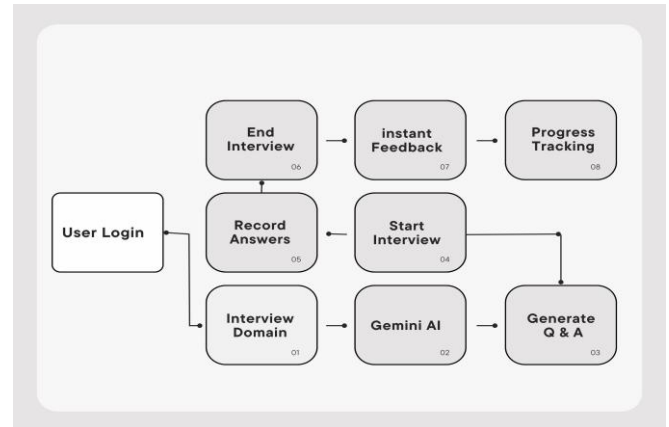 End
Interview
06
instant
Feedback
07
Progress
Tracking
08
User Login
Record
Answers
05
Start
Interview
04
Interview
Domain
01
Gemini AI
02
Generate
Q & A
03